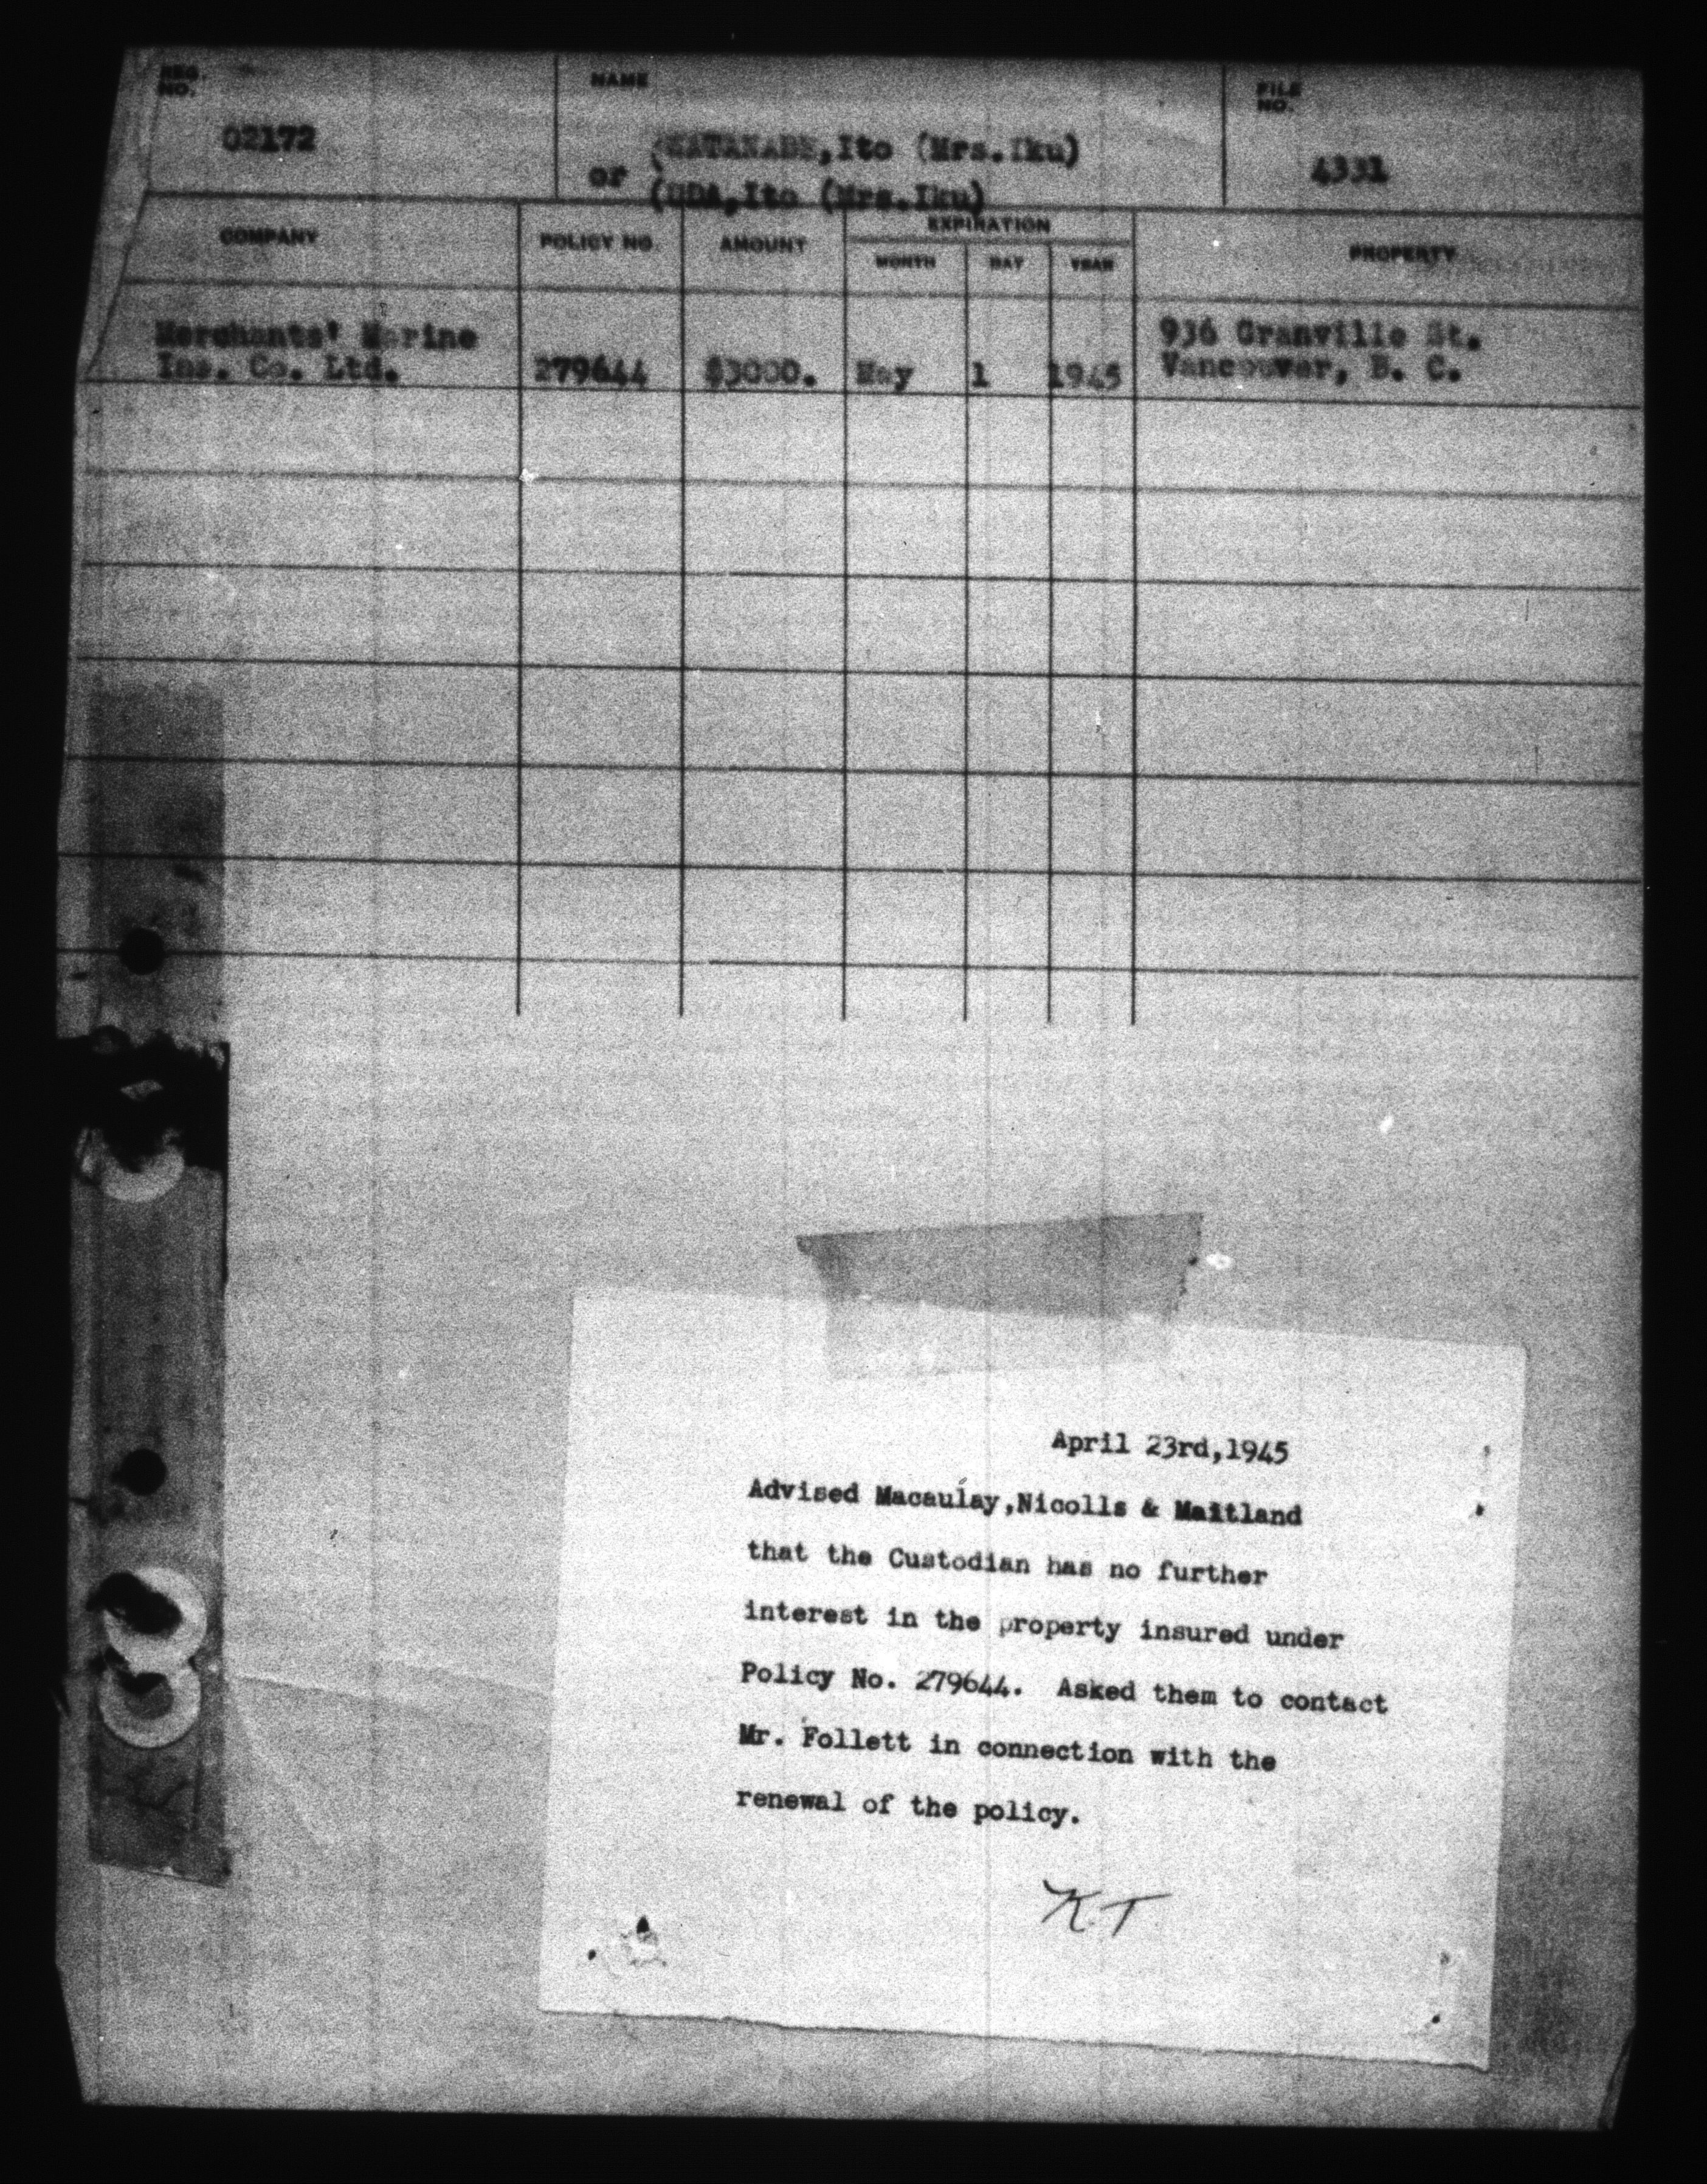 REG.
NO.
02172
NAME
(WATANABE,Ito (Mrs.Iku)
or (UDA,Ito (Mrs.Iku)
FILE
NO.
4331
COMPANY POLICY NO. AMOUNT EXPIRATION PROPERTY
MONTH DAY YEAR
Merchants' Marine 936 Granville St.
Ins. Co. Ltd. 279644 $3000. May 1 1945 Vancouver, B. C.
April 23rd,1945
Advised Macaulay,Nicolls & Maitland
that the Custodian has no further
interest in the property insured under
Policy No. 279644. Asked them to contact
Mr. Follett in connection with the
renewal of the policy.
KT